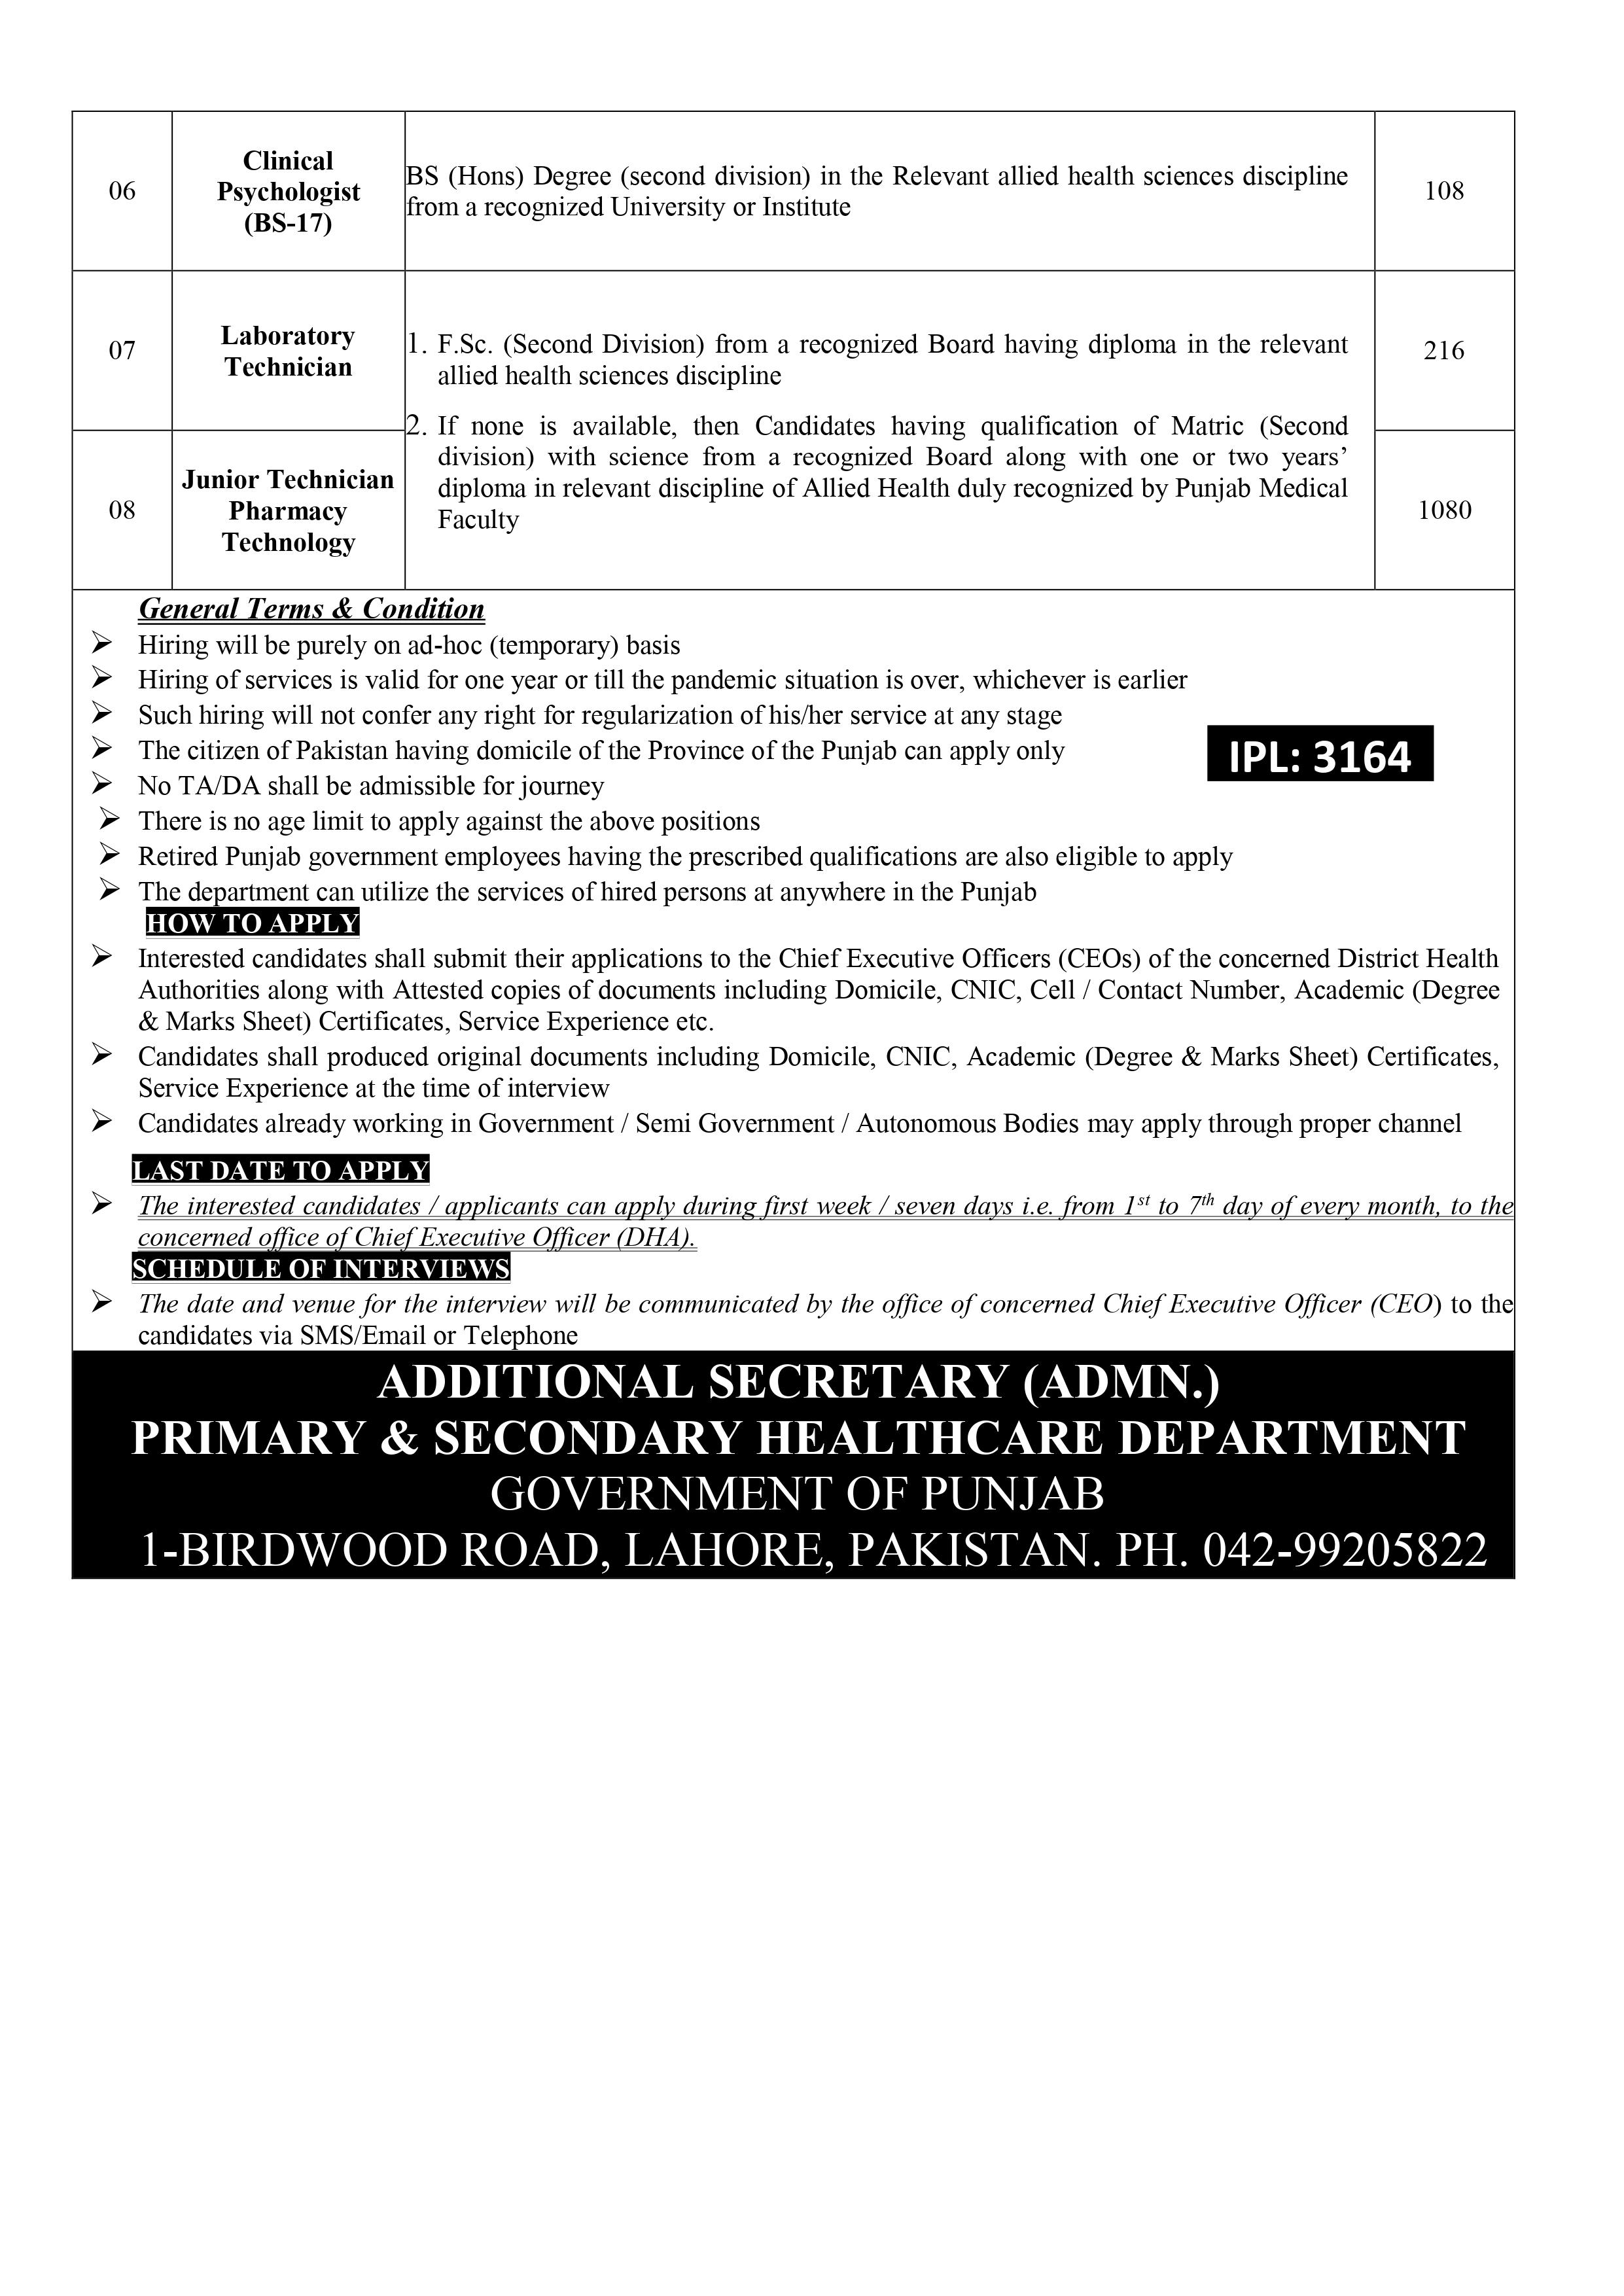 06
Clinical
Psychologist
(BS-17)
BS (Hons) Degree (second division) in the Relevant allied health sciences discipline
from a recognized University or Institute
108
07
Laboratory
Technician
1. F.Sc. (Second Division) from a recognized Board having diploma in the relevant
allied health sciences discipline
2. If none is available, then Candidates having qualification of Matric (Second
division) with science from a recognized Board along with one or two years’
diploma in relevant discipline of Allied Health duly recognized by Punjab Medical
Faculty
216
08
Junior Technician
Pharmacy
Technology
1080
General Terms & Condition
➢ Hiring will be purely on ad-hoc (temporary) basis
➢ Hiring of services is valid for one year or till the pandemic situation is over, whichever is earlier
➢ Such hiring will not confer any right for regularization of his/her service at any stage
➢ The citizen of Pakistan having domicile of the Province of the Punjab can apply only
IPL: 3164
➢ No TA/DA shall be admissible for journey
➢ There is no age limit to apply against the above positions
➢ Retired Punjab government employees having the prescribed qualifications are also eligible to apply
➢ The department can utilize the services of hired persons at anywhere in the Punjab
HOW TO APPLY
➢ Interested candidates shall submit their applications to the Chief Executive Officers (CEOs) of the concerned District Health
Authorities along with Attested copies of documents including Domicile, CNIC, Cell / Contact Number, Academic (Degree
& Marks Sheet) Certificates, Service Experience etc.
➢ Candidates shall produced original documents including Domicile, CNIC, Academic (Degree & Marks Sheet) Certificates,
Service Experience at the time of interview
➢ Candidates already working in Government / Semi Government / Autonomous Bodies may apply through proper channel
LAST DATE TO APPLY
➢ The interested candidates / applicants can apply during first week / seven days i.e. from 1st to 7th day of every month, to the
concerned office of Chief Executive Officer (DHA).
SCHEDULE OF INTERVIEWS
➢ The date and venue for the interview will be communicated by the office of concerned Chief Executive Officer (CEO) to the
candidates via SMS/Email or Telephone
ADDITIONAL SECRETARY (ADMN.)
PRIMARY & SECONDARY HEALTHCARE DEPARTMENT
GOVERNMENT OF PUNJAB
1-BIRDWOOD ROAD, LAHORE, PAKISTAN. PH. 042-99205822